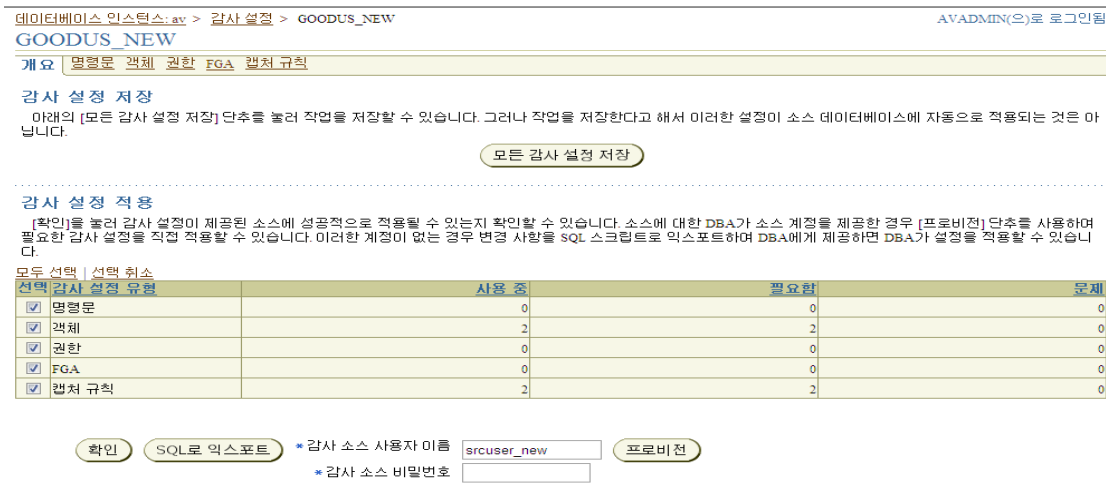 데이터베이스 인스턴스: av > 감사 설정 > GOODUS_NEW
AVADMIN(으)로 로그인됨
GOODUS_NEW
개요 명령문 객체 권한 FGA 캡처 규칙
감사 설정 저장
아래의 [모든 감사 설정 저장] 단추를 눌러 작업을 저장할 수 있습니다. 그러나 작업을 저장한다고 해서 이러한 설정이 소스 데이터베이스에 자동으로 적용되는 것은 아
닙니다.
모든 감사 설정 저장
감사 설정 적용
[확인]을 눌러 감사 설정이 제공된 소스에 성공적으로 적용될 수 있는지 확인할 수 있습니다. 소스에 대한 DBA가 소스 계정을 제공한 경우 [프로비전] 단추를 사용하여
필요한 감사 설정을 직접 적용할 수 있습니다. 이러한 계정이 없는 경우 변경 사항을 SQL 스크립트로 익스포트하여 DBA에게 제공하면 DBA가 설정을 적용할 수 있습니
다.
모두 선택 | 선택 취소
선택 감사 설정 유형 사용 중 필요함 문제
명령문 0 0 0
객체 2 2 0
권한 0 0 0
FGA 0 0 0
캡처 규칙 2 2 0
확인 SQL로 익스포트 * 감사 소스 사용자 이름 srcuser_new 프로비전
* 감사 소스 비밀번호